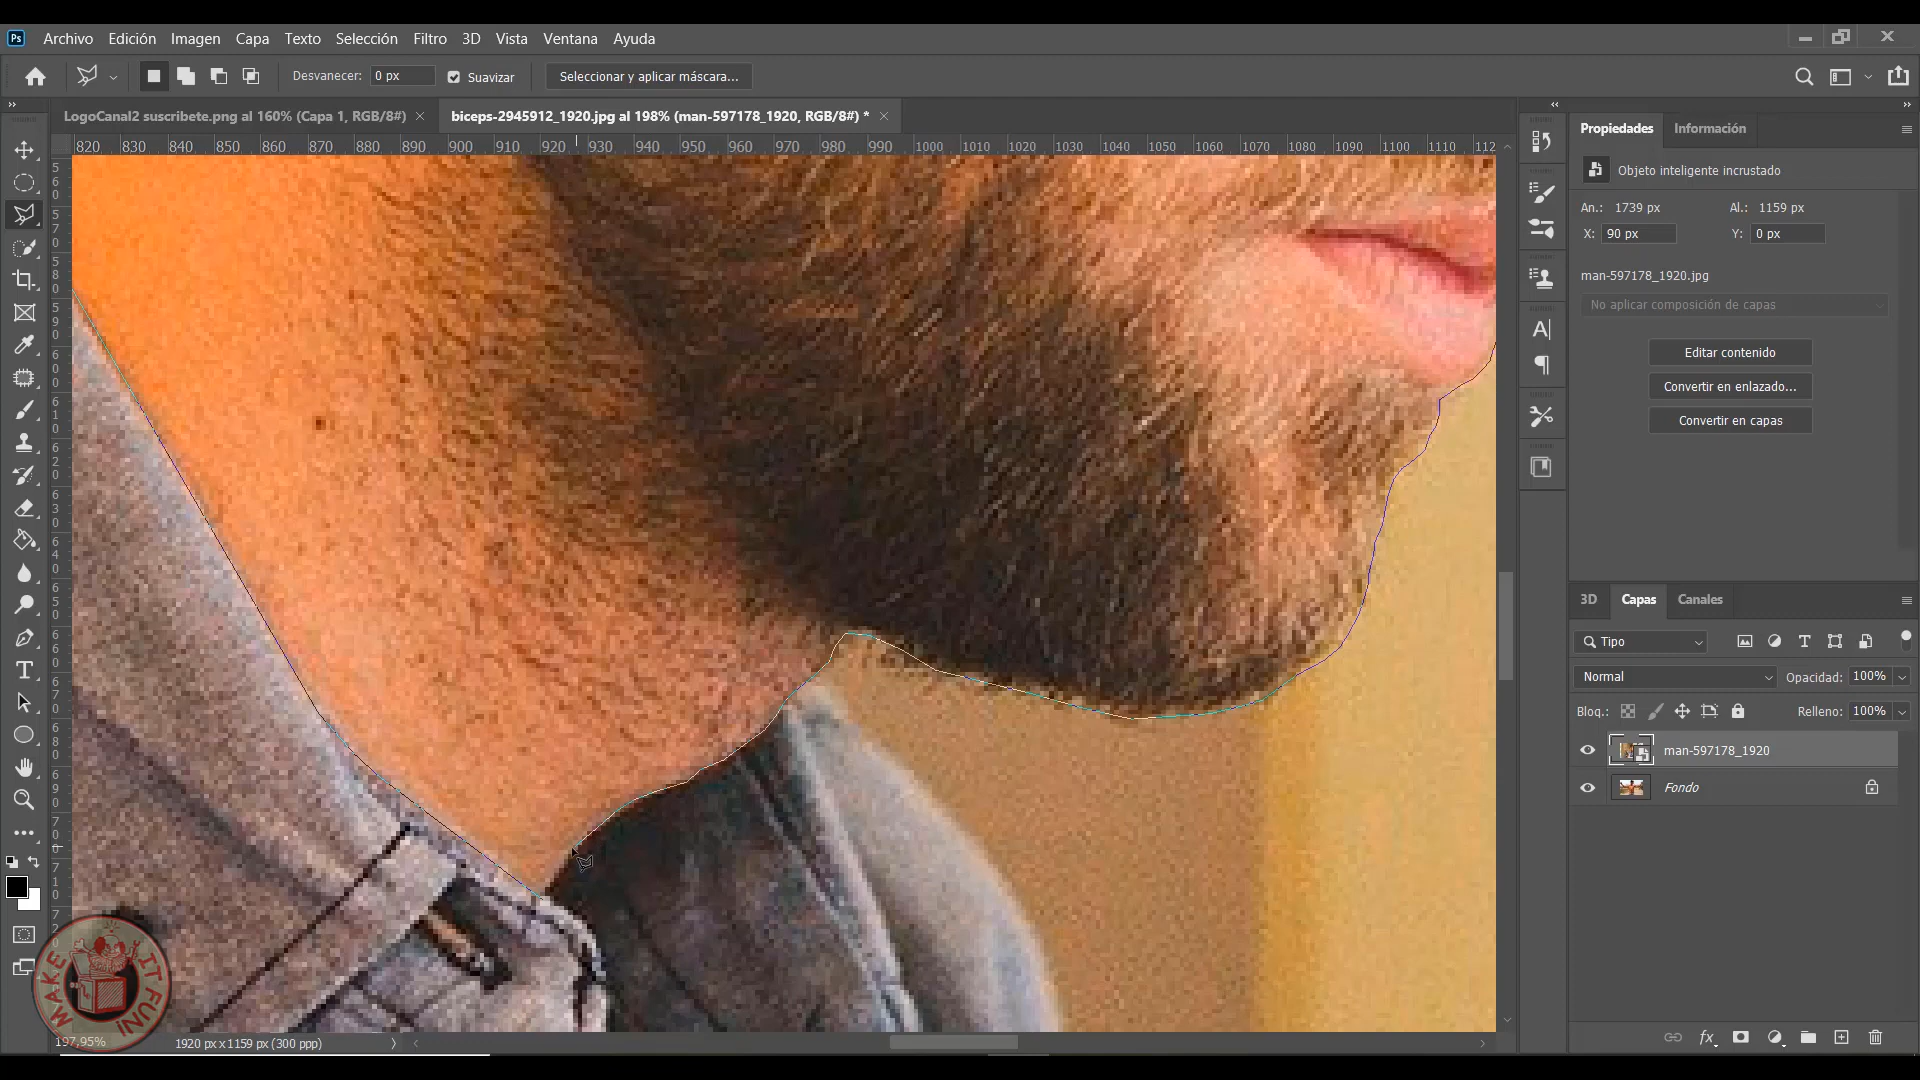 Ps Archivo Edición Imagen Capa Texto Selección Filtro 3D Vista Ventana Ayuda
Desvanecer: 0 px Suavizar Seleccionar y aplicar máscara...
LogoCanal2 suscribete.png al 160% (Capa 1, RGB/8#) biceps-2945912_1920.jpg al 198% (man-597178_1920, RGB/8#) *
820 830 840 850 860 870 880 890 900 910 920 930 940 950 960 970 980 990 1000 1010 1020 1030 1040 1050 1060 1070 1080 1090 1100 1110 112
Propiedades Información
Objeto inteligente incrustado
An.: 1739 px Al.: 1159 px
X: 90 px Y: 0 px
man-597178_1920.jpg
No aplicar composición de capas
Editar contenido
Convertir en enlazado...
Convertir en capas
3D Capas Canales
Tipo
Normal Opacidad: 100%
Bloq.: Relleno: 100%
man-597178_1920
Fondo
MAKE IT FUN!
197,95% 1920 px x 1159 px (300 ppp)